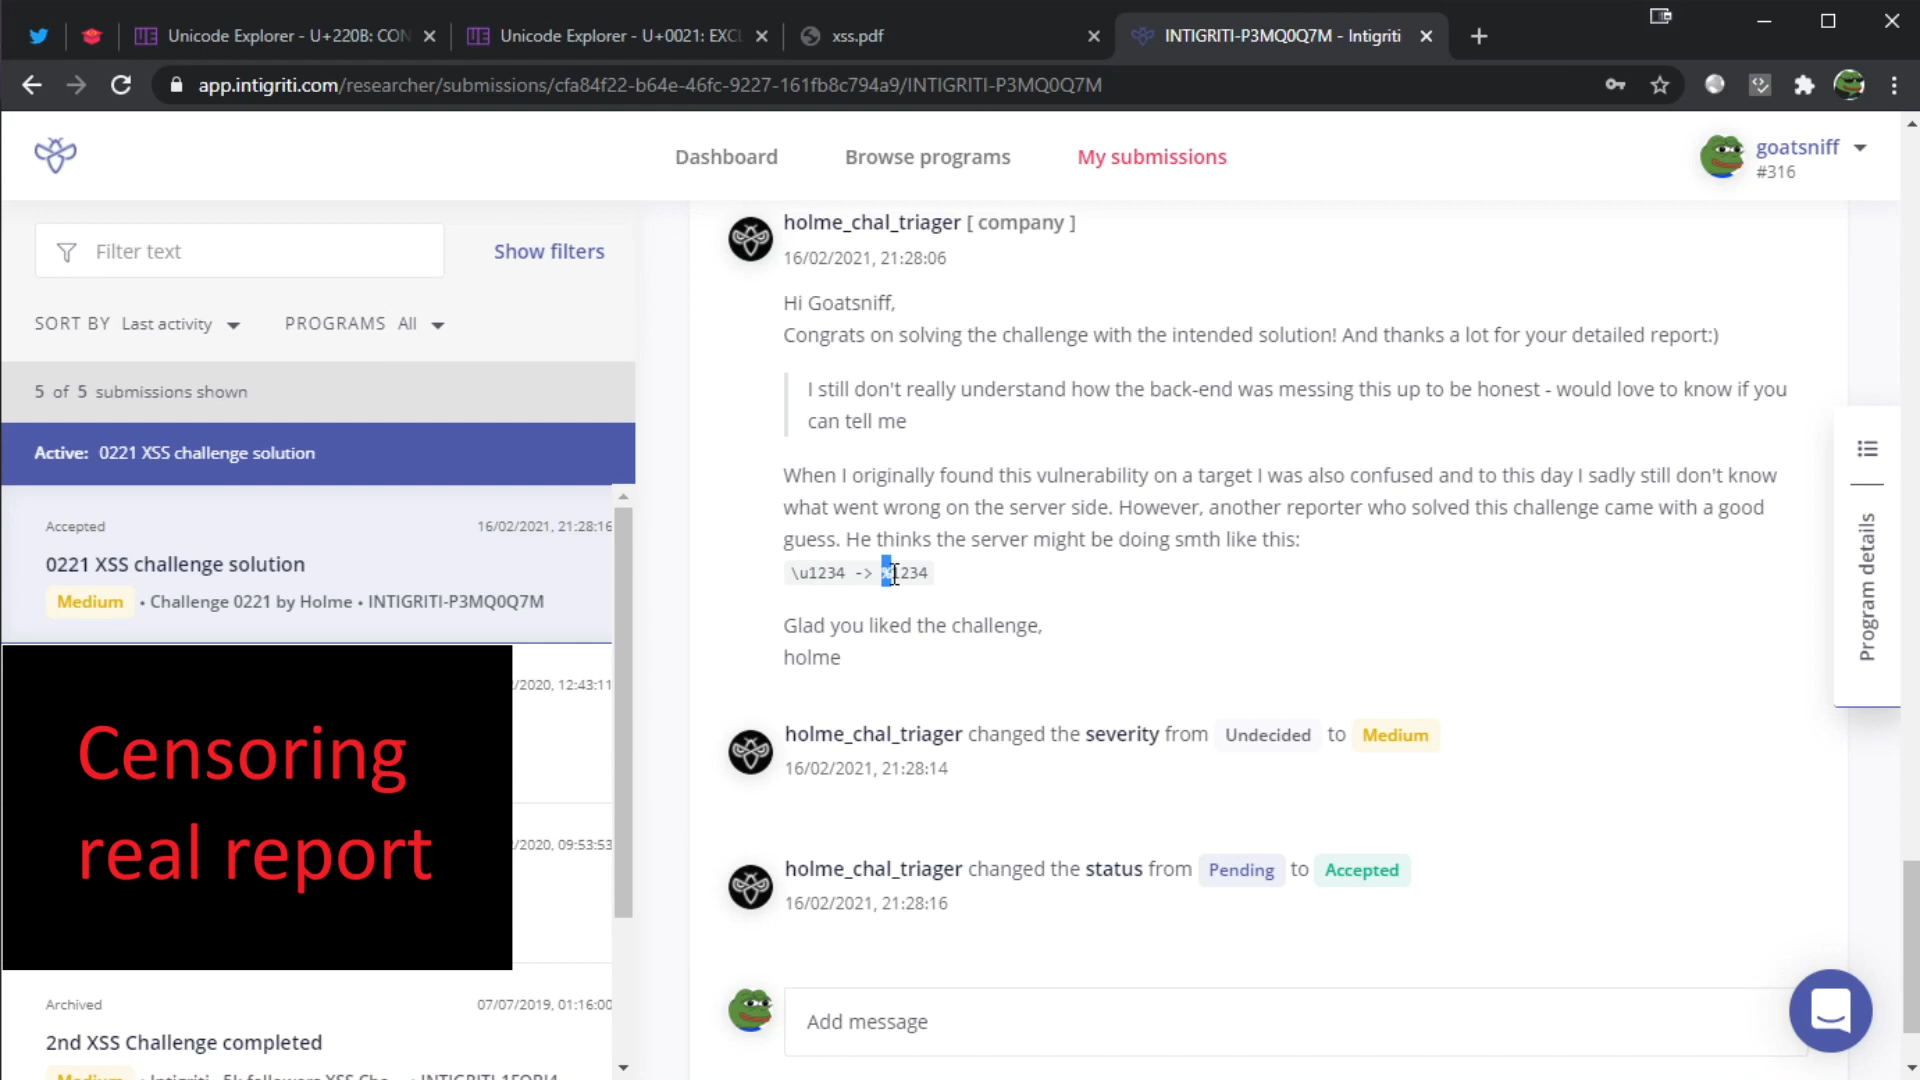 Unicode Explorer - U+220B: CON
Unicode Explorer - U+0021: EXCL
xss.pdf
INTIGRITI-P3MQ0Q7M - Intigriti
app.intigriti.com/researcher/submissions/cfa84f22-b64e-46fc-9227-161fb8c794a9/INTIGRITI-P3MQ0Q7M
Dashboard
Browse programs
My submissions
goatsniff
#316
Filter text
Show filters
SORT BY Last activity
PROGRAMS All
5 of 5 submissions shown
Active: 0221 XSS challenge solution
Accepted
16/02/2021, 21:28:16
0221 XSS challenge solution
Medium • Challenge 0221 by Holme • INTIGRITI-P3MQ0Q7M
/2020, 12:43:11
Censoring
real report
/2020, 09:53:53
Archived
07/07/2019, 01:16:00
2nd XSS Challenge completed
Medium • Intigriti - 5k followers XSS Cha
holme_chal_triager [ company ]
16/02/2021, 21:28:06
Hi Goatsniff,
Congrats on solving the challenge with the intended solution! And thanks a lot for your detailed report:)
I still don't really understand how the back-end was messing this up to be honest - would love to know if you
can tell me
When I originally found this vulnerability on a target I was also confused and to this day I sadly still don't know
what went wrong on the server side. However, another reporter who solved this challenge came with a good
guess. He thinks the server might be doing smth like this:
\u1234 -> 1234
Glad you liked the challenge,
holme
holme_chal_triager changed the severity from Undecided to Medium
16/02/2021, 21:28:14
holme_chal_triager changed the status from Pending to Accepted
16/02/2021, 21:28:16
Add message
Program details